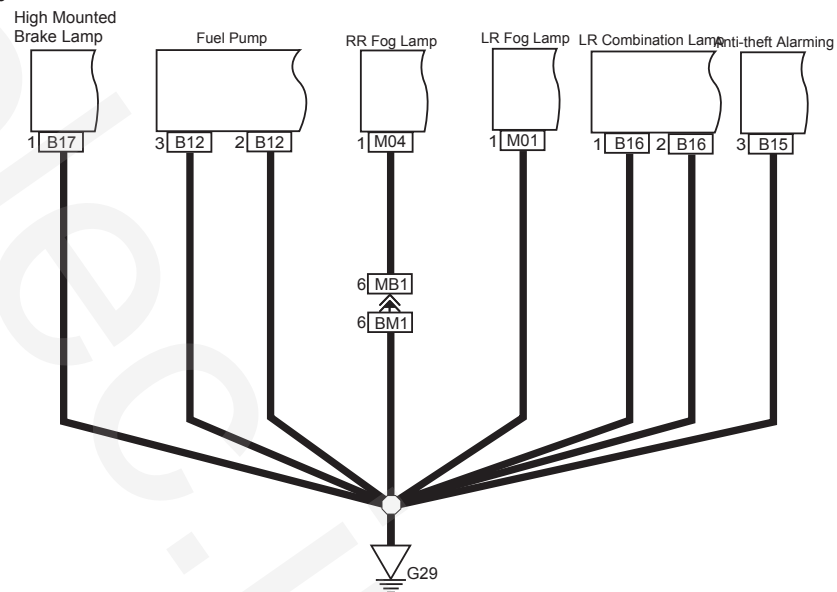 High Mounted
Brake Lamp
Fuel Pump
RR Fog Lamp
LR Fog Lamp
LR Combination Lamp
Anti-theft Alarming
1 B17
3 B12
2 B12
1 M04
1 M01
1 B16
2 B16
3 B15
6 MB1
6 BM1
G29